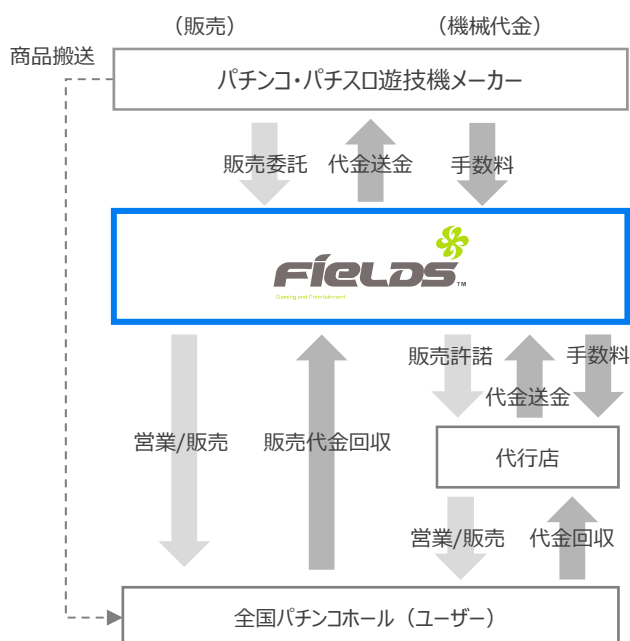 （販売）
（機械代金）
商品搬送
パチンコ・パチスロ遊技機メーカー
販売委託
代金送金
手数料
FIELDS™
Gaming and Entertainment
販売許諾
手数料
代金送金
営業/販売
販売代金回収
代行店
営業/販売
代金回収
全国パチンコホール（ユーザー）